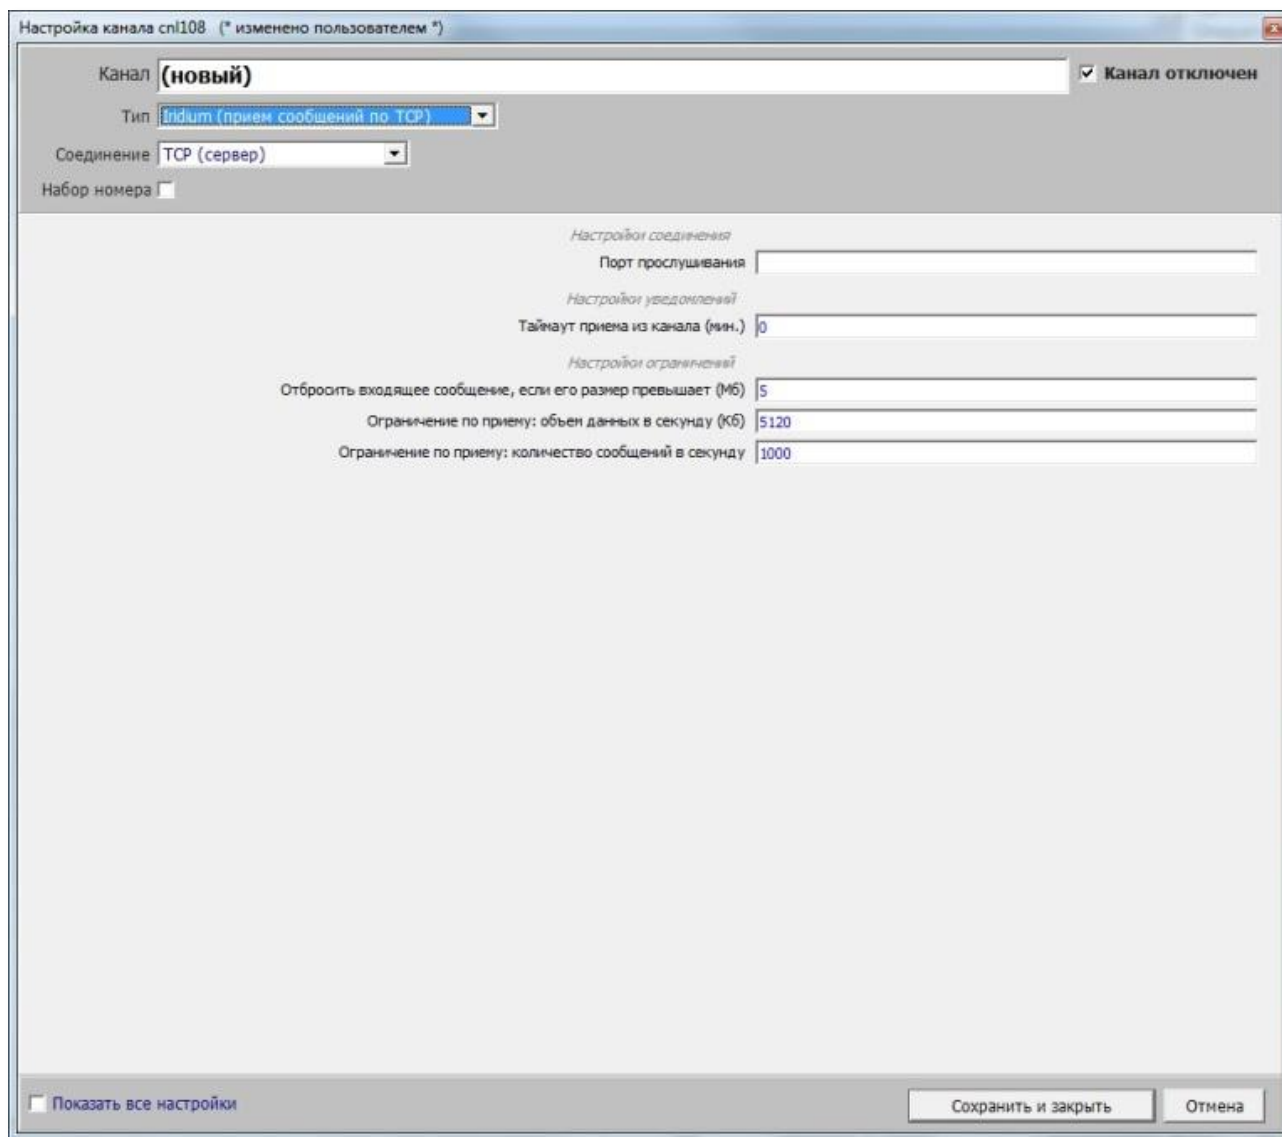 Настройка канала cnl108 (* изменено пользователем *)
Канал (новый) Канал отключен
Тип Iridium (прием сообщений по TCP)
Соединение TCP (сервер)
Набор номера
Настройки соединения
Порт прослушивания
Настройки уведомлений
Таймаут приема из канала (мин.) 0
Настройки ограничений
Отбросить входящее сообщение, если его размер превышает (Мб) 5
Ограничение по приему: объем данных в секунду (Кб) 5120
Ограничение по приему: количество сообщений в секунду 1000
Показать все настройки Сохранить и закрыть Отмена